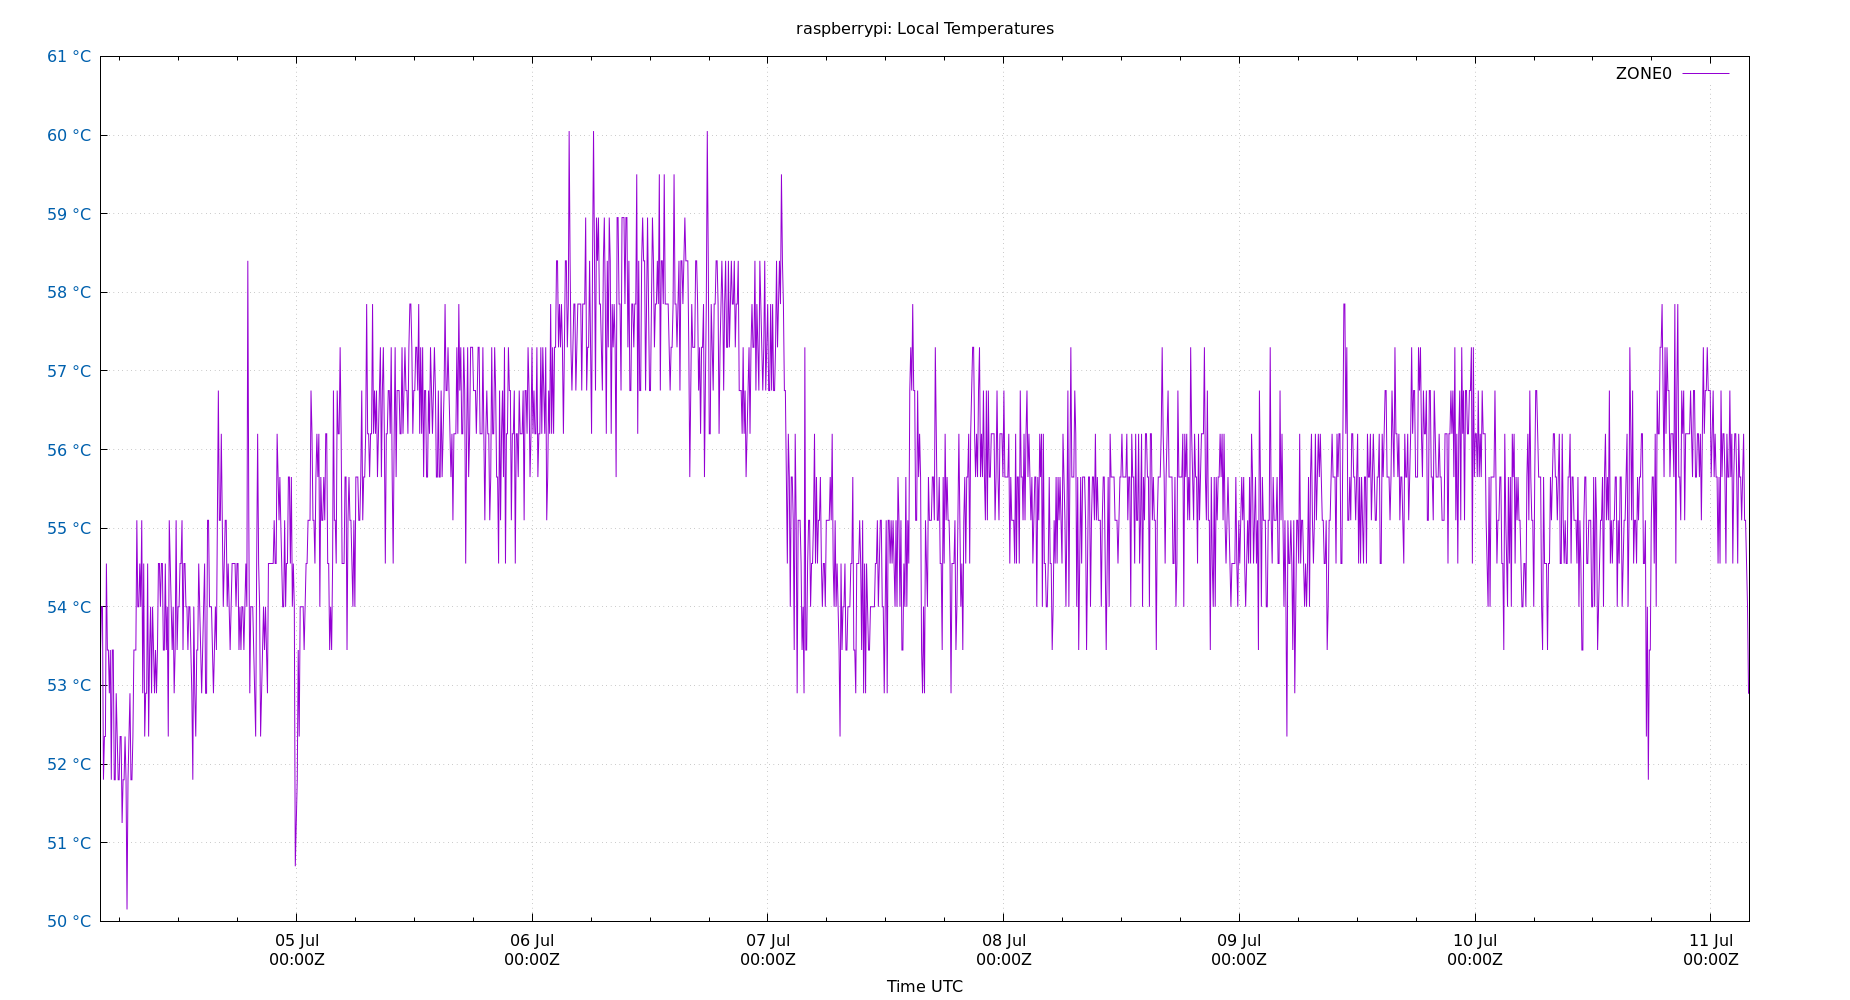 raspberrypi: Local Temperatures
61 °C
ZONE0
60 °C
59 °C
58 °C
57 °C
56 °C
55 °C
54 °C
53 °C
52 °C
51 °C
50 °C
05 Jul 06 Jul 07 Jul 08 Jul 09 Jul 10 Jul 11 Jul
00:00Z 00:00Z 00:00Z 00:00Z 00:00Z 00:00Z 00:00Z
Time UTC